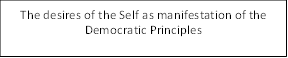 The desires of the Self as manifestation of the
Democratic Principles